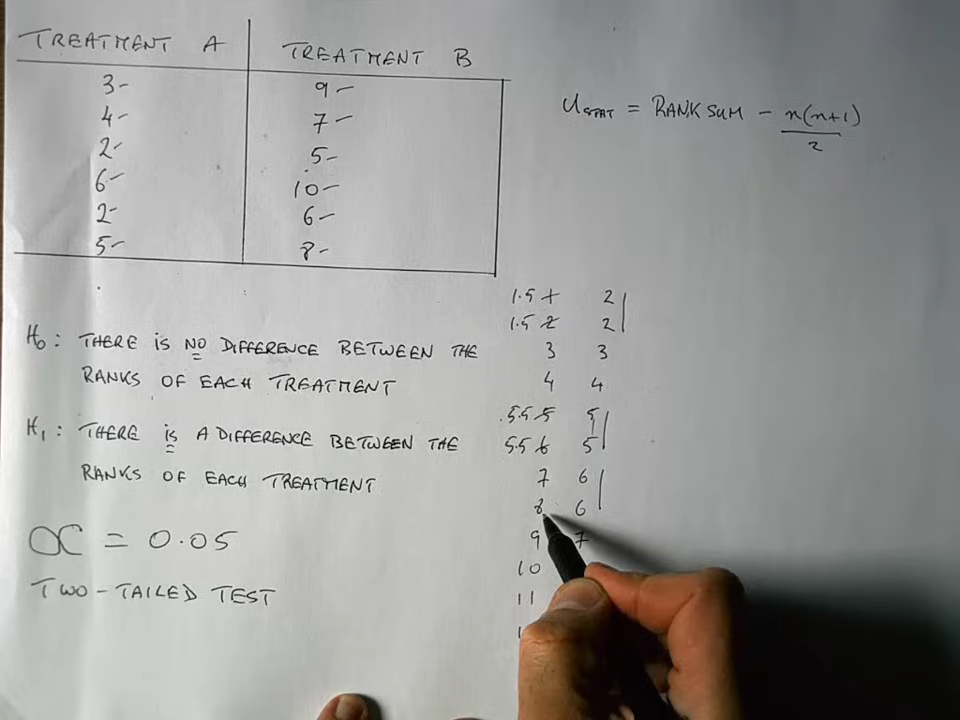 TREATMENT A TREATMENT B
3- 9-
4- 7-
2- 5-
6- 10-
2- 6-
5- 8-
U STAT = RANK SUM - n(n+1)
2
H0: THERE IS NO DIFFERENCE BETWEEN THE
RANKS OF EACH TREATMENT
H1: THERE IS A DIFFERENCE BETWEEN THE
RANKS OF EACH TREATMENT
α = 0.05
TWO-TAILED TEST
1.5 1 2
1.5 2 2
3 3
4 4
5.5 5 5
5.5 6 5
7 6
8 6
9 7
10
11